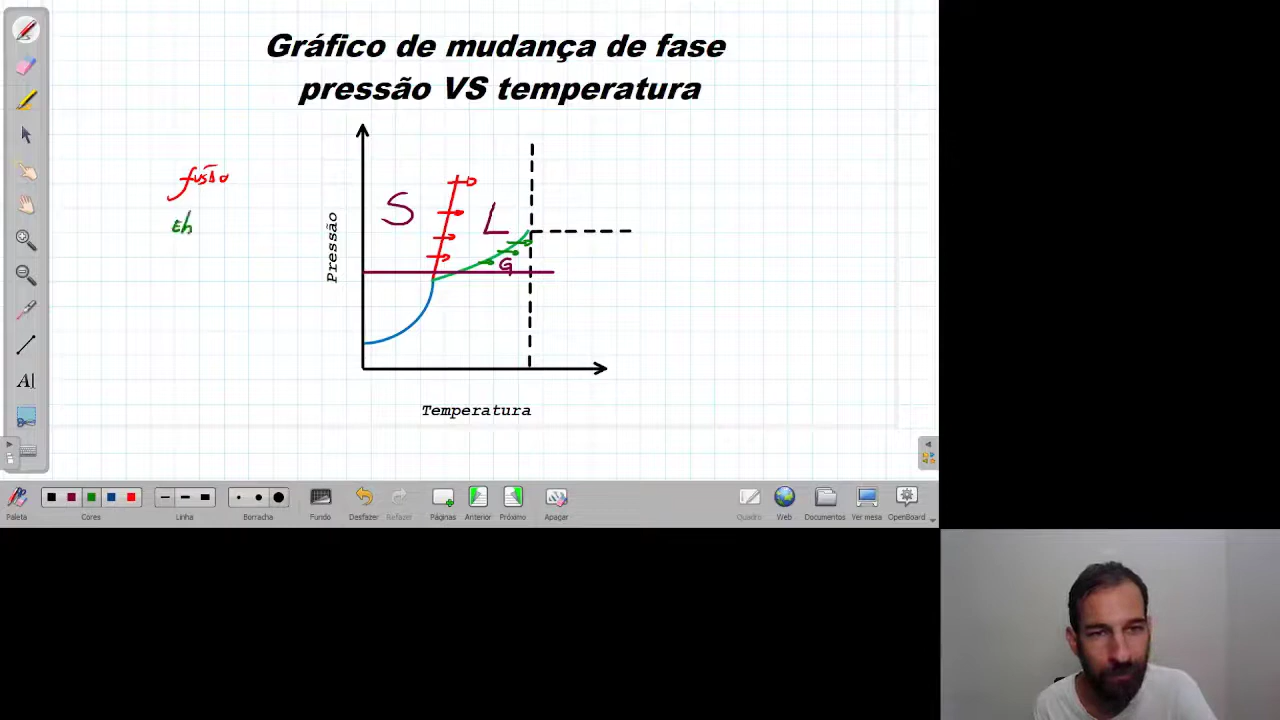 Gráfico de mudança de fase
pressão VS temperatura
fusão
Eb
S
L
G
Pressão
Temperatura
A|
Paleta
Cores
Linha
Borracha
Fundo
Desfazer
Refazer
Páginas
Anterior
Próximo
Apagar
Quadro
Web
Documentos
Ver mesa
OpenBoard